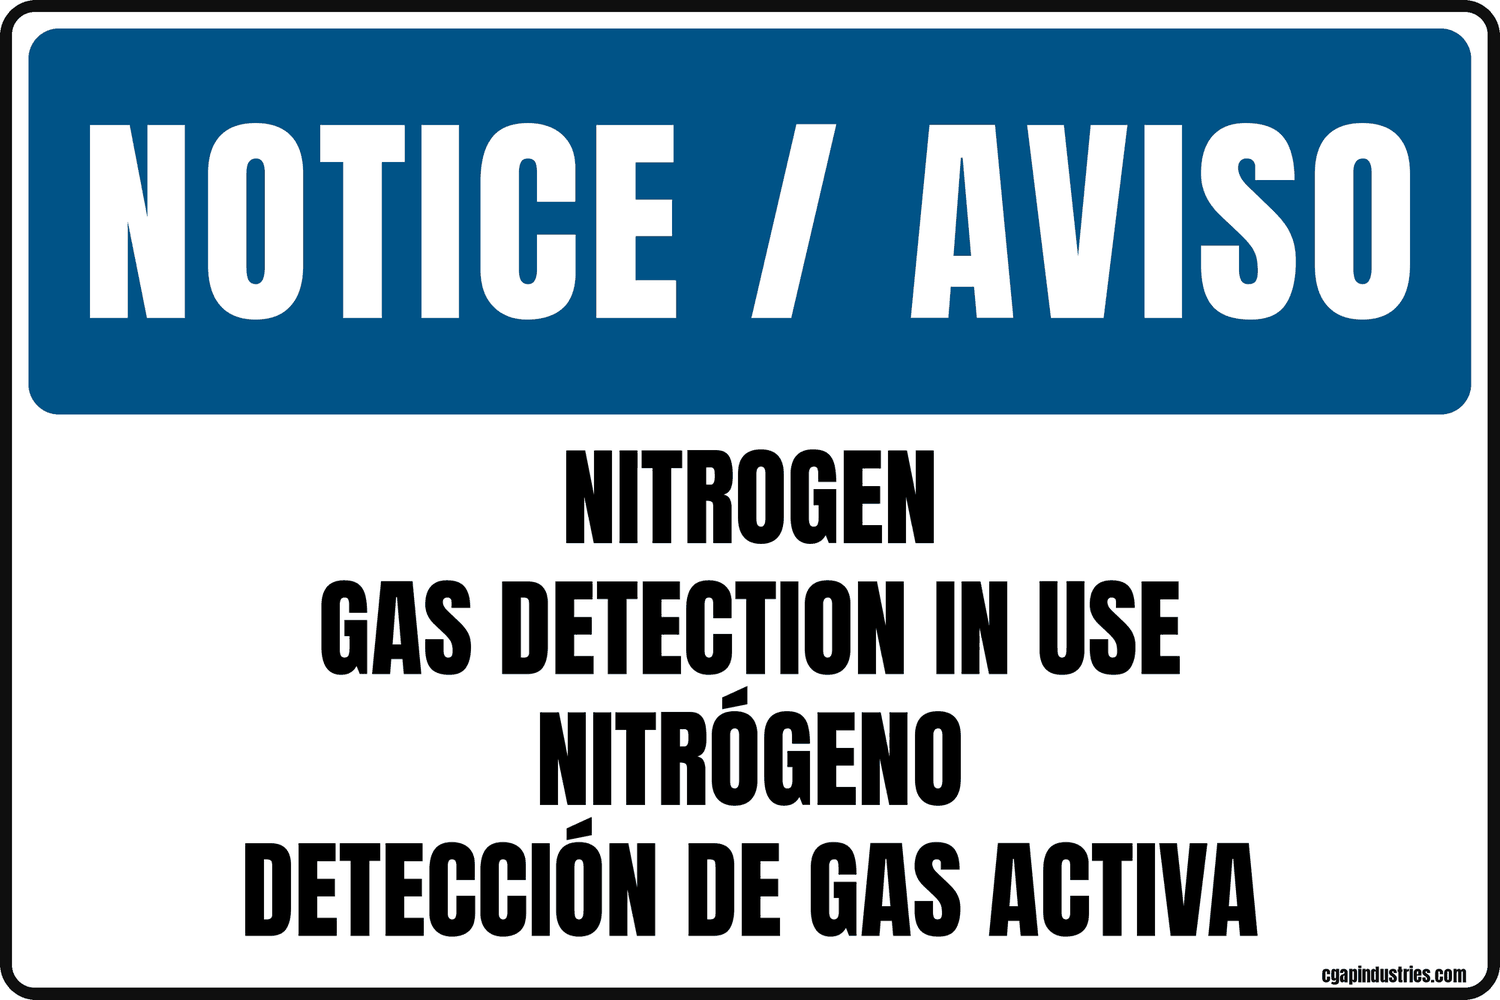 NOTICE / AVISO
NITROGEN
GAS DETECTION IN USE
NITRÓGENO
DETECCIÓN DE GAS ACTIVA
cgapindustries.com